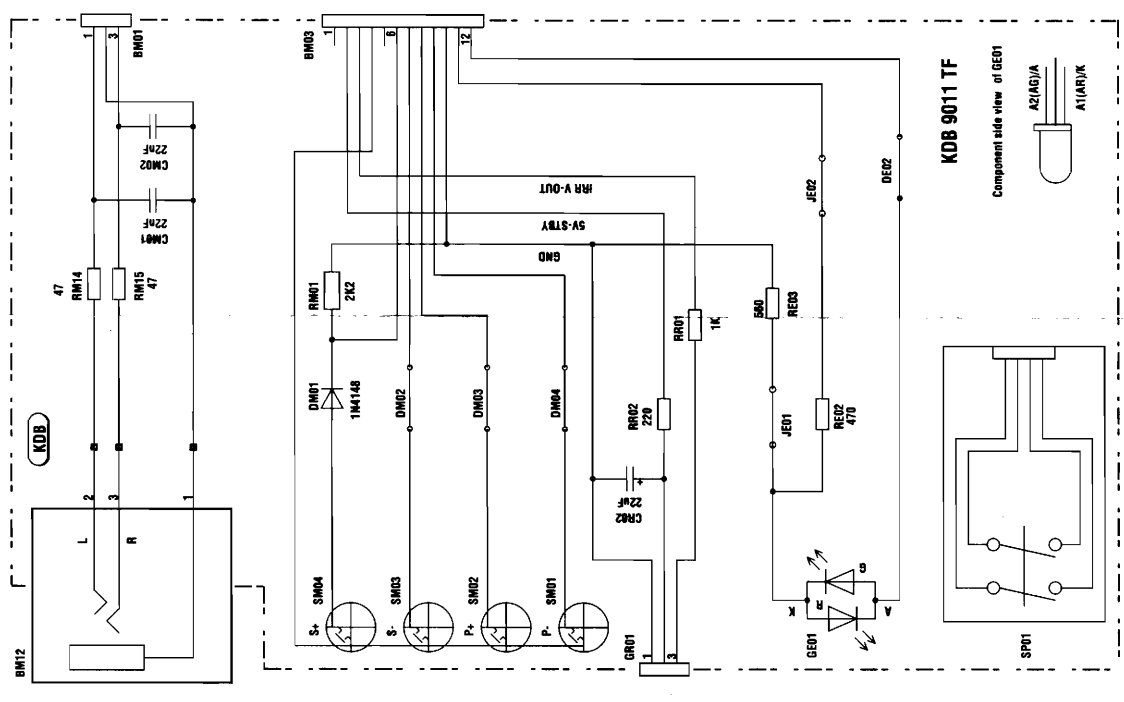 BM01
1
3
CM02
22nF
CM01
22nF
47
RM14
RM15
47
KDB
2
3
1
L
R
BM12
BM03
1
6
12
IRR V-OUT
5V-STBY
GND
RM01
2K2
DM01
1N4148
DM02
DM03
DM04
RR01
1K
RR02
220
CR02
22uF
+
S+
SM04
S-
SM03
P+
SM02
P-
SM01
GR01
1
3
560
RE03
JE01
JE02
RE02
470
DE02
K
R
G
A
GE01
KDB 9011 TF
Component side view of GE01
A2(AG)/A
A1(AR)/K
SP01